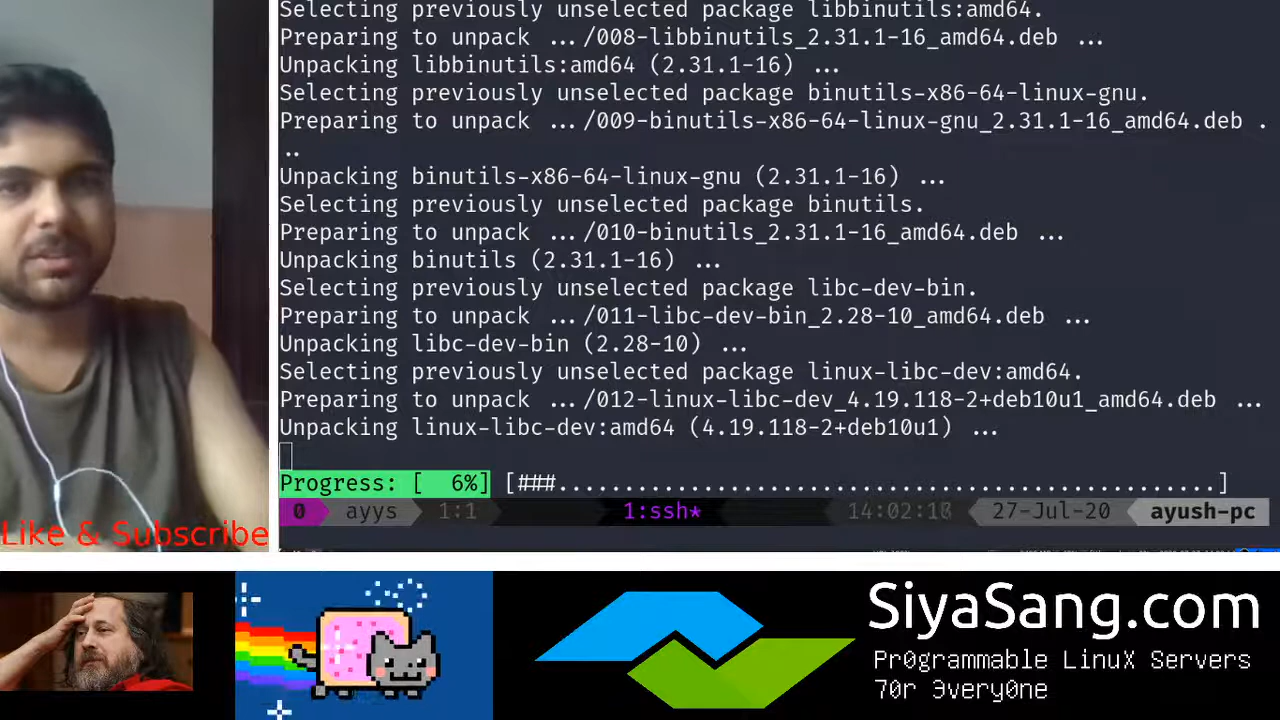 Selecting previously unselected package libbinutils:amd64.
Preparing to unpack .../008-libbinutils_2.31.1-16_amd64.deb ...
Unpacking libbinutils:amd64 (2.31.1-16) ...
Selecting previously unselected package binutils-x86-64-linux-gnu.
Preparing to unpack .../009-binutils-x86-64-linux-gnu_2.31.1-16_amd64.deb .
..
Unpacking binutils-x86-64-linux-gnu (2.31.1-16) ...
Selecting previously unselected package binutils.
Preparing to unpack .../010-binutils_2.31.1-16_amd64.deb ...
Unpacking binutils (2.31.1-16) ...
Selecting previously unselected package libc-dev-bin.
Preparing to unpack .../011-libc-dev-bin_2.28-10_amd64.deb ...
Unpacking libc-dev-bin (2.28-10) ...
Selecting previously unselected package linux-libc-dev:amd64.
Preparing to unpack .../012-linux-libc-dev_4.19.118-2+deb10u1_amd64.deb ...
Unpacking linux-libc-dev:amd64 (4.19.118-2+deb10u1) ...
Progress: [  6%] [###..................................................]
0 ayys 1:1 1:ssh* 14:02:18 27-Jul-20 ayush-pc
Like & Subscribe
SiyaSang.com
Pr0grammable LinuX Servers
70r 3very0ne